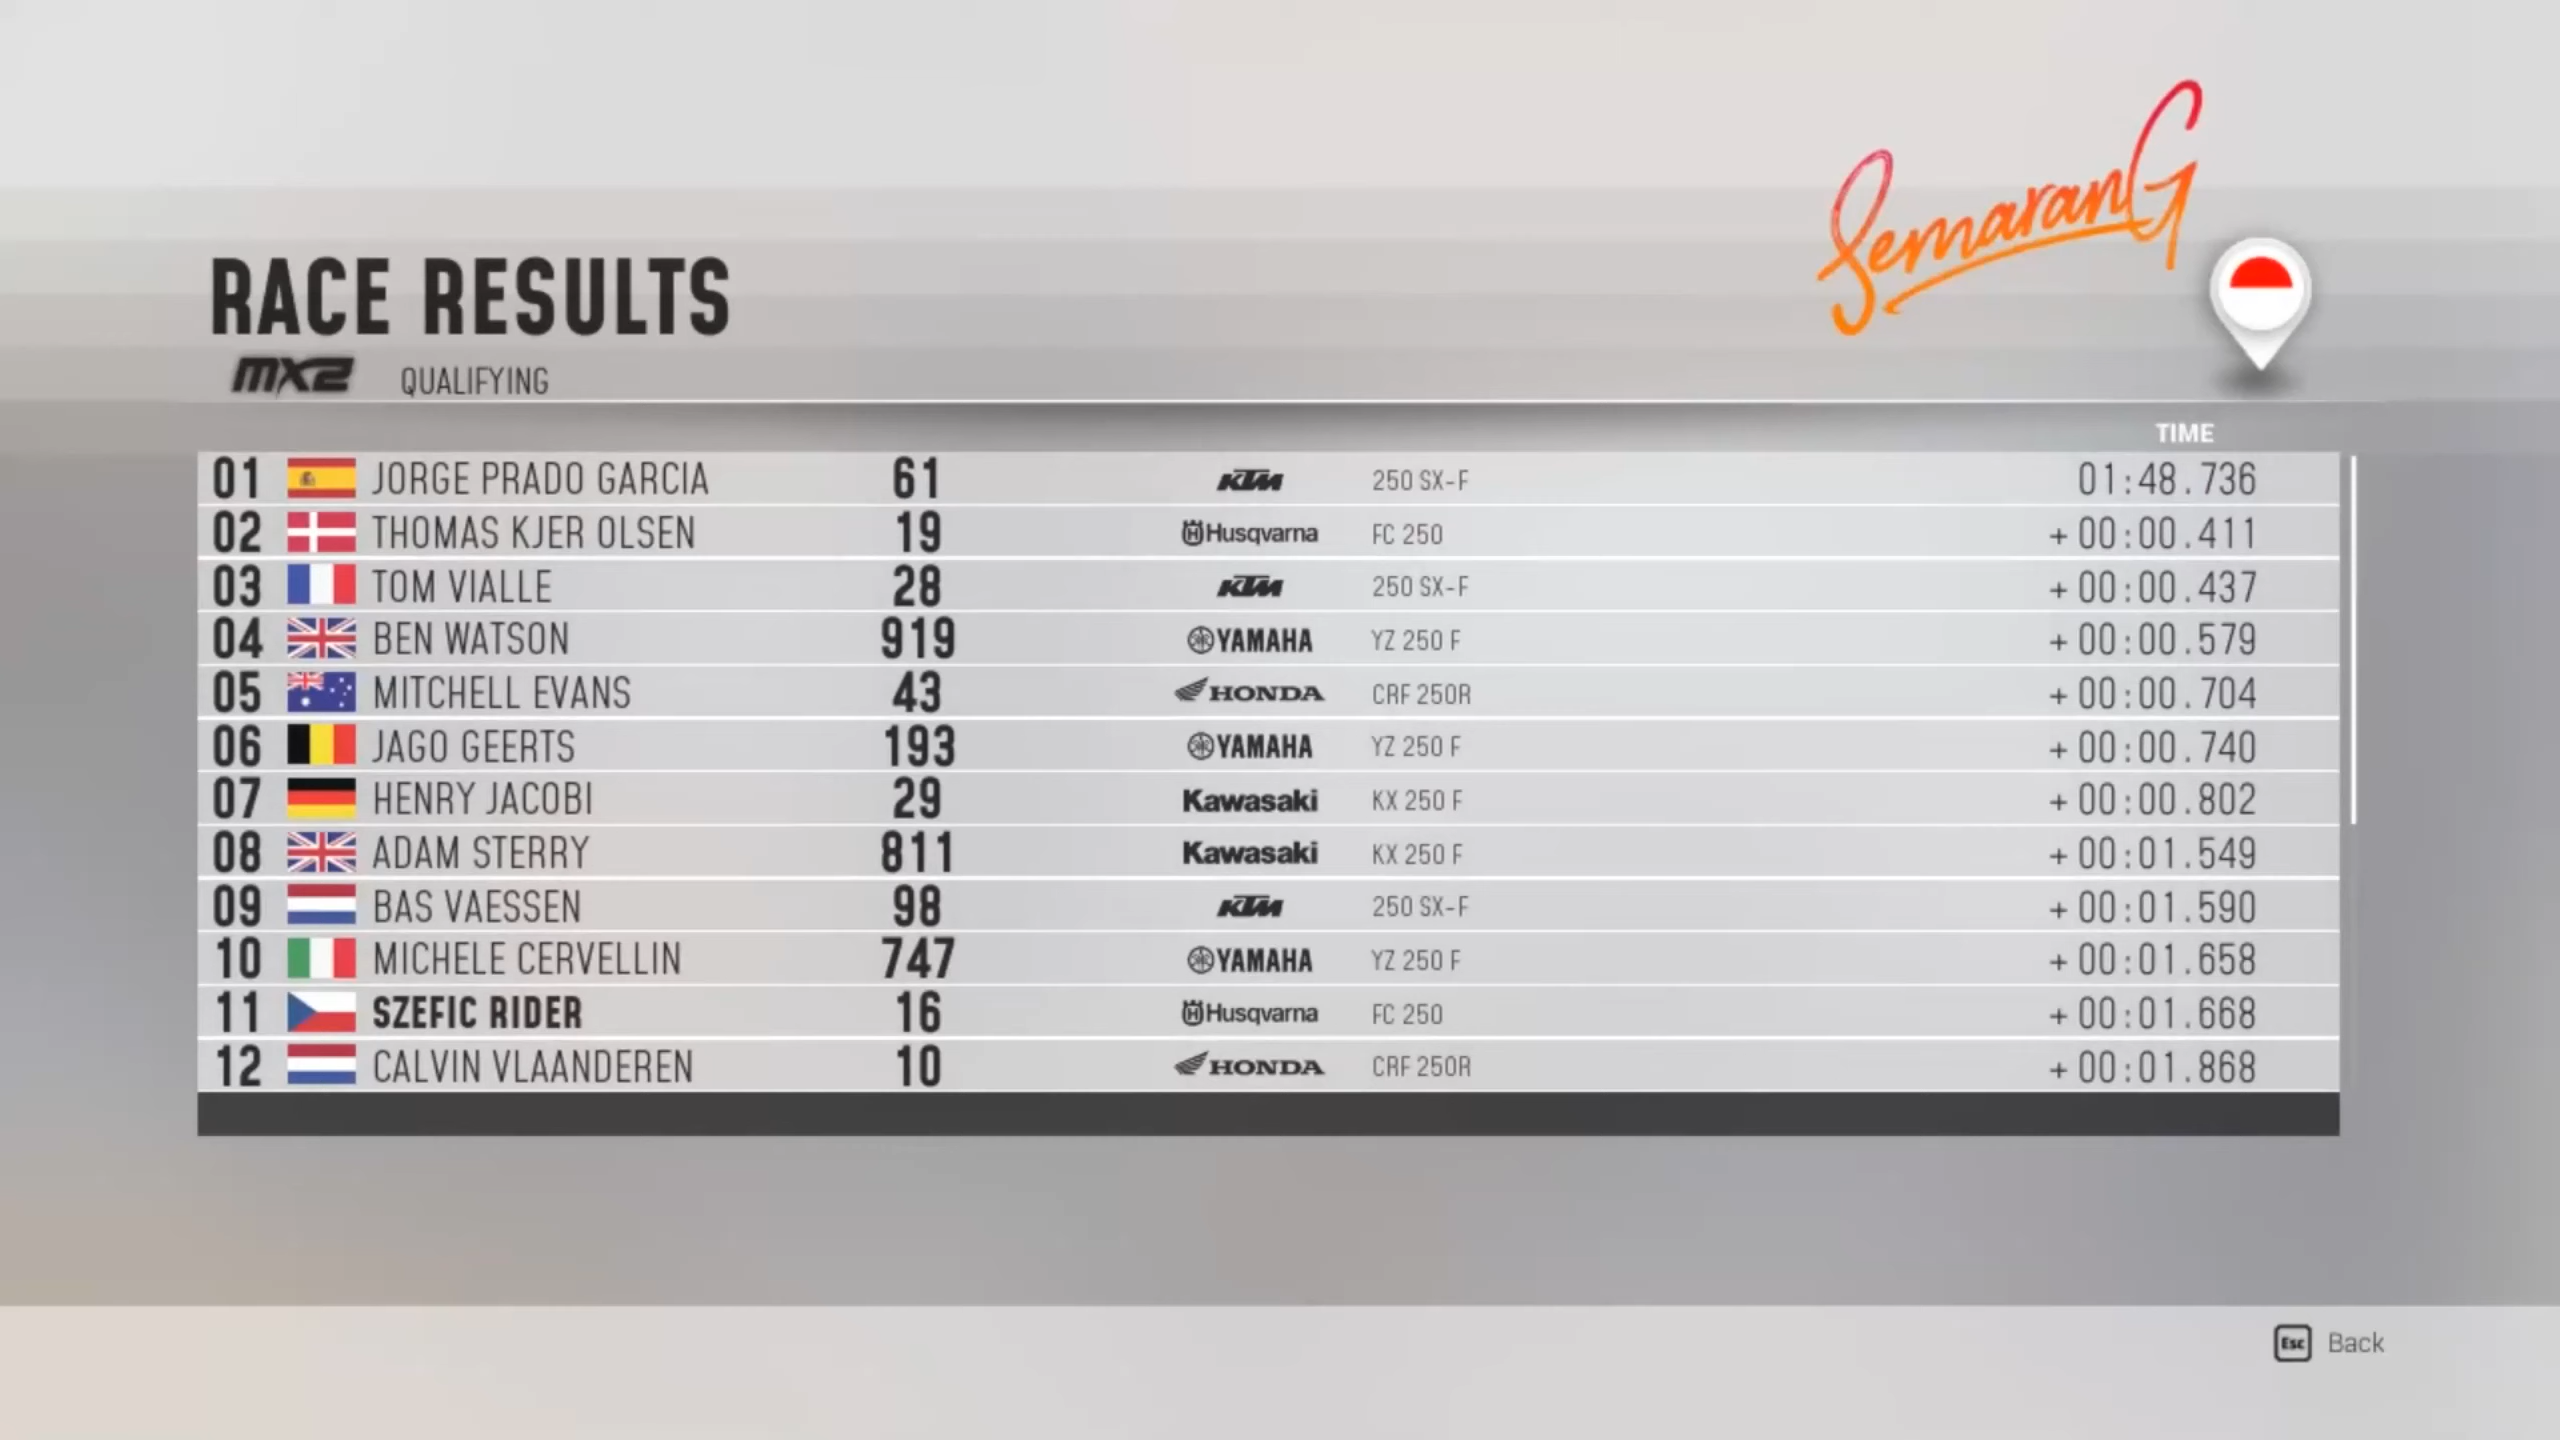 SemaranG
RACE RESULTS
MX2 QUALIFYING
TIME
01 JORGE PRADO GARCIA 61 KTM 250 SX-F 01:48.736
02 THOMAS KJER OLSEN 19 Husqvarna FC 250 + 00:00.411
03 TOM VIALLE 28 KTM 250 SX-F + 00:00.437
04 BEN WATSON 919 YAMAHA YZ 250 F + 00:00.579
05 MITCHELL EVANS 43 HONDA CRF 250R + 00:00.704
06 JAGO GEERTS 193 YAMAHA YZ 250 F + 00:00.740
07 HENRY JACOBI 29 Kawasaki KX 250 F + 00:00.802
08 ADAM STERRY 811 Kawasaki KX 250 F + 00:01.549
09 BAS VAESSEN 98 KTM 250 SX-F + 00:01.590
10 MICHELE CERVELLIN 747 YAMAHA YZ 250 F + 00:01.658
11 SZEFIC RIDER 16 Husqvarna FC 250 + 00:01.668
12 CALVIN VLAANDEREN 10 HONDA CRF 250R + 00:01.868
Esc Back